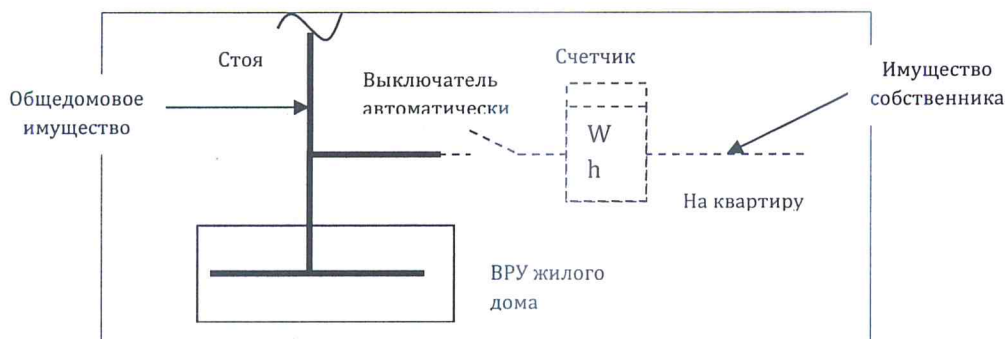 Стоя
Счетчик
Выключатель
автоматически
Имущество
собственника
Общедомовое
имущество
W
h
На квартиру
ВРУ жилого
дома